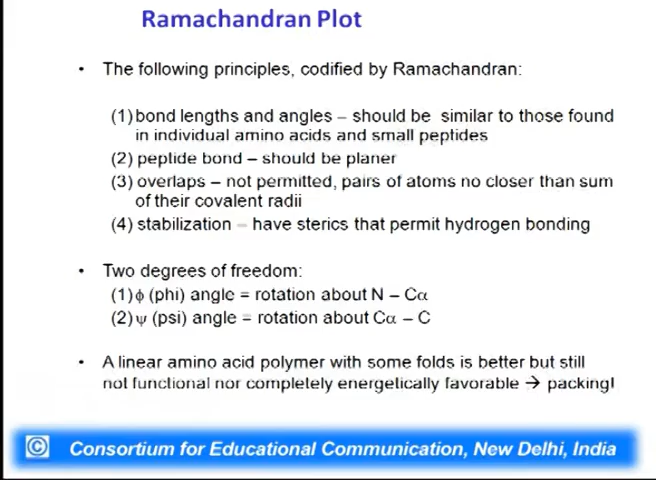 Ramachandran Plot
• The following principles, codified by Ramachandran:
(1) bond lengths and angles – should be similar to those found
in individual amino acids and small peptides
(2) peptide bond – should be planer
(3) overlaps – not permitted, pairs of atoms no closer than sum
of their covalent radii
(4) stabilization – have sterics that permit hydrogen bonding
• Two degrees of freedom:
(1) ϕ (phi) angle = rotation about N – Cα
(2) ψ (psi) angle = rotation about Cα – C
• A linear amino acid polymer with some folds is better but still
not functional nor completely energetically favorable → packing!
© Consortium for Educational Communication, New Delhi, India